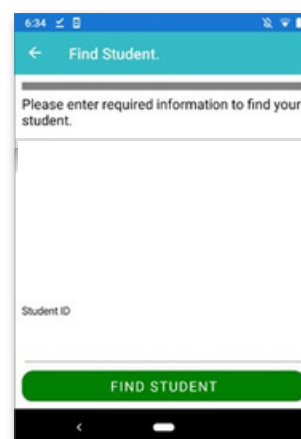 6:34
Find Student.
Please enter required information to find your
student.
Student ID
FIND STUDENT